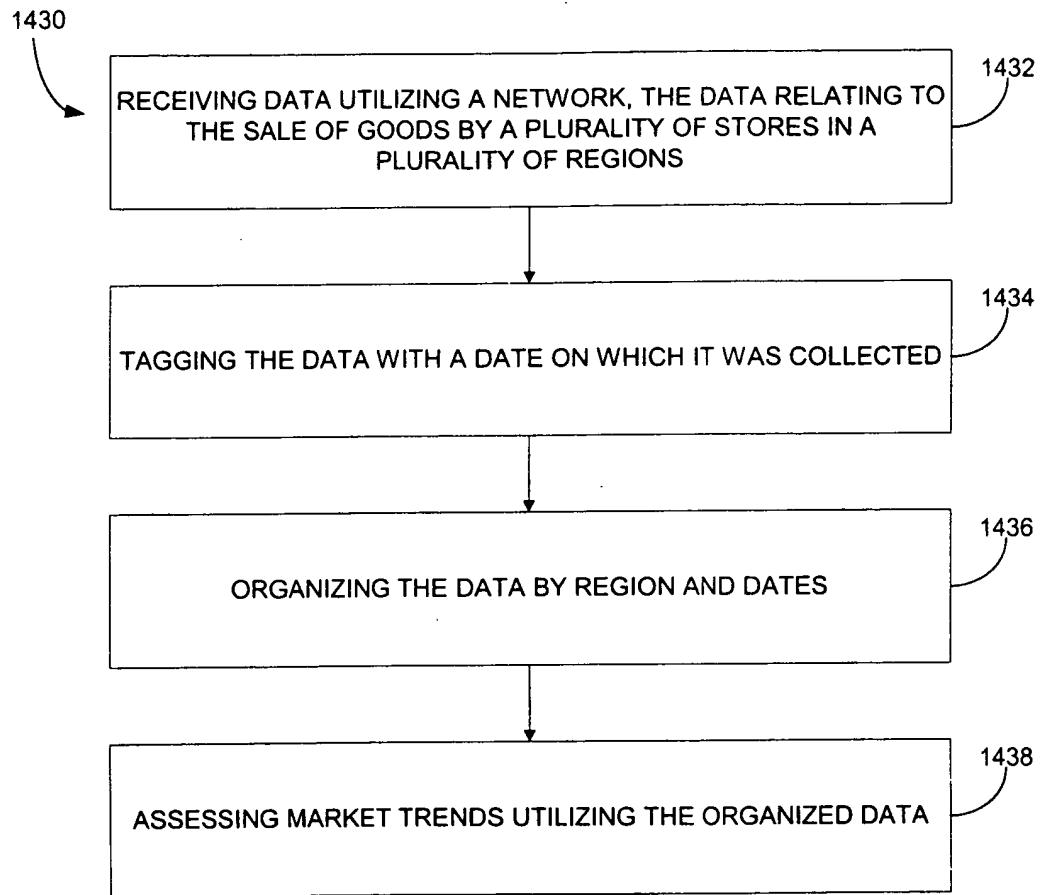 1430
1432
RECEIVING DATA UTILIZING A NETWORK, THE DATA RELATING TO
THE SALE OF GOODS BY A PLURALITY OF STORES IN A
PLURALITY OF REGIONS
1434
TAGGING THE DATA WITH A DATE ON WHICH IT WAS COLLECTED
1436
ORGANIZING THE DATA BY REGION AND DATES
1438
ASSESSING MARKET TRENDS UTILIZING THE ORGANIZED DATA